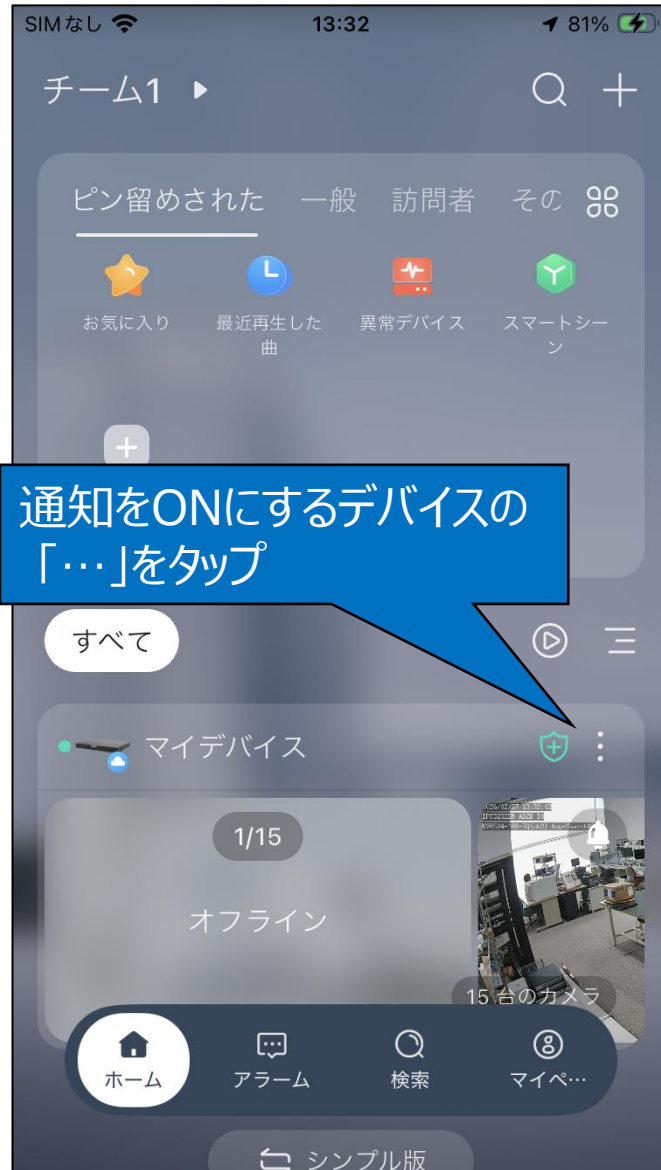 SIMなし 13:32 81%
チーム1
ピン留めされた 一般 訪問者 その
お気に入り 最近再生した曲 異常デバイス スマートシーン
通知をONにするデバイスの
「…」をタップ
すべて
マイデバイス
1/15
オフライン
15 台のカメラ
ホーム アラーム 検索 マイペ…
シンプル版